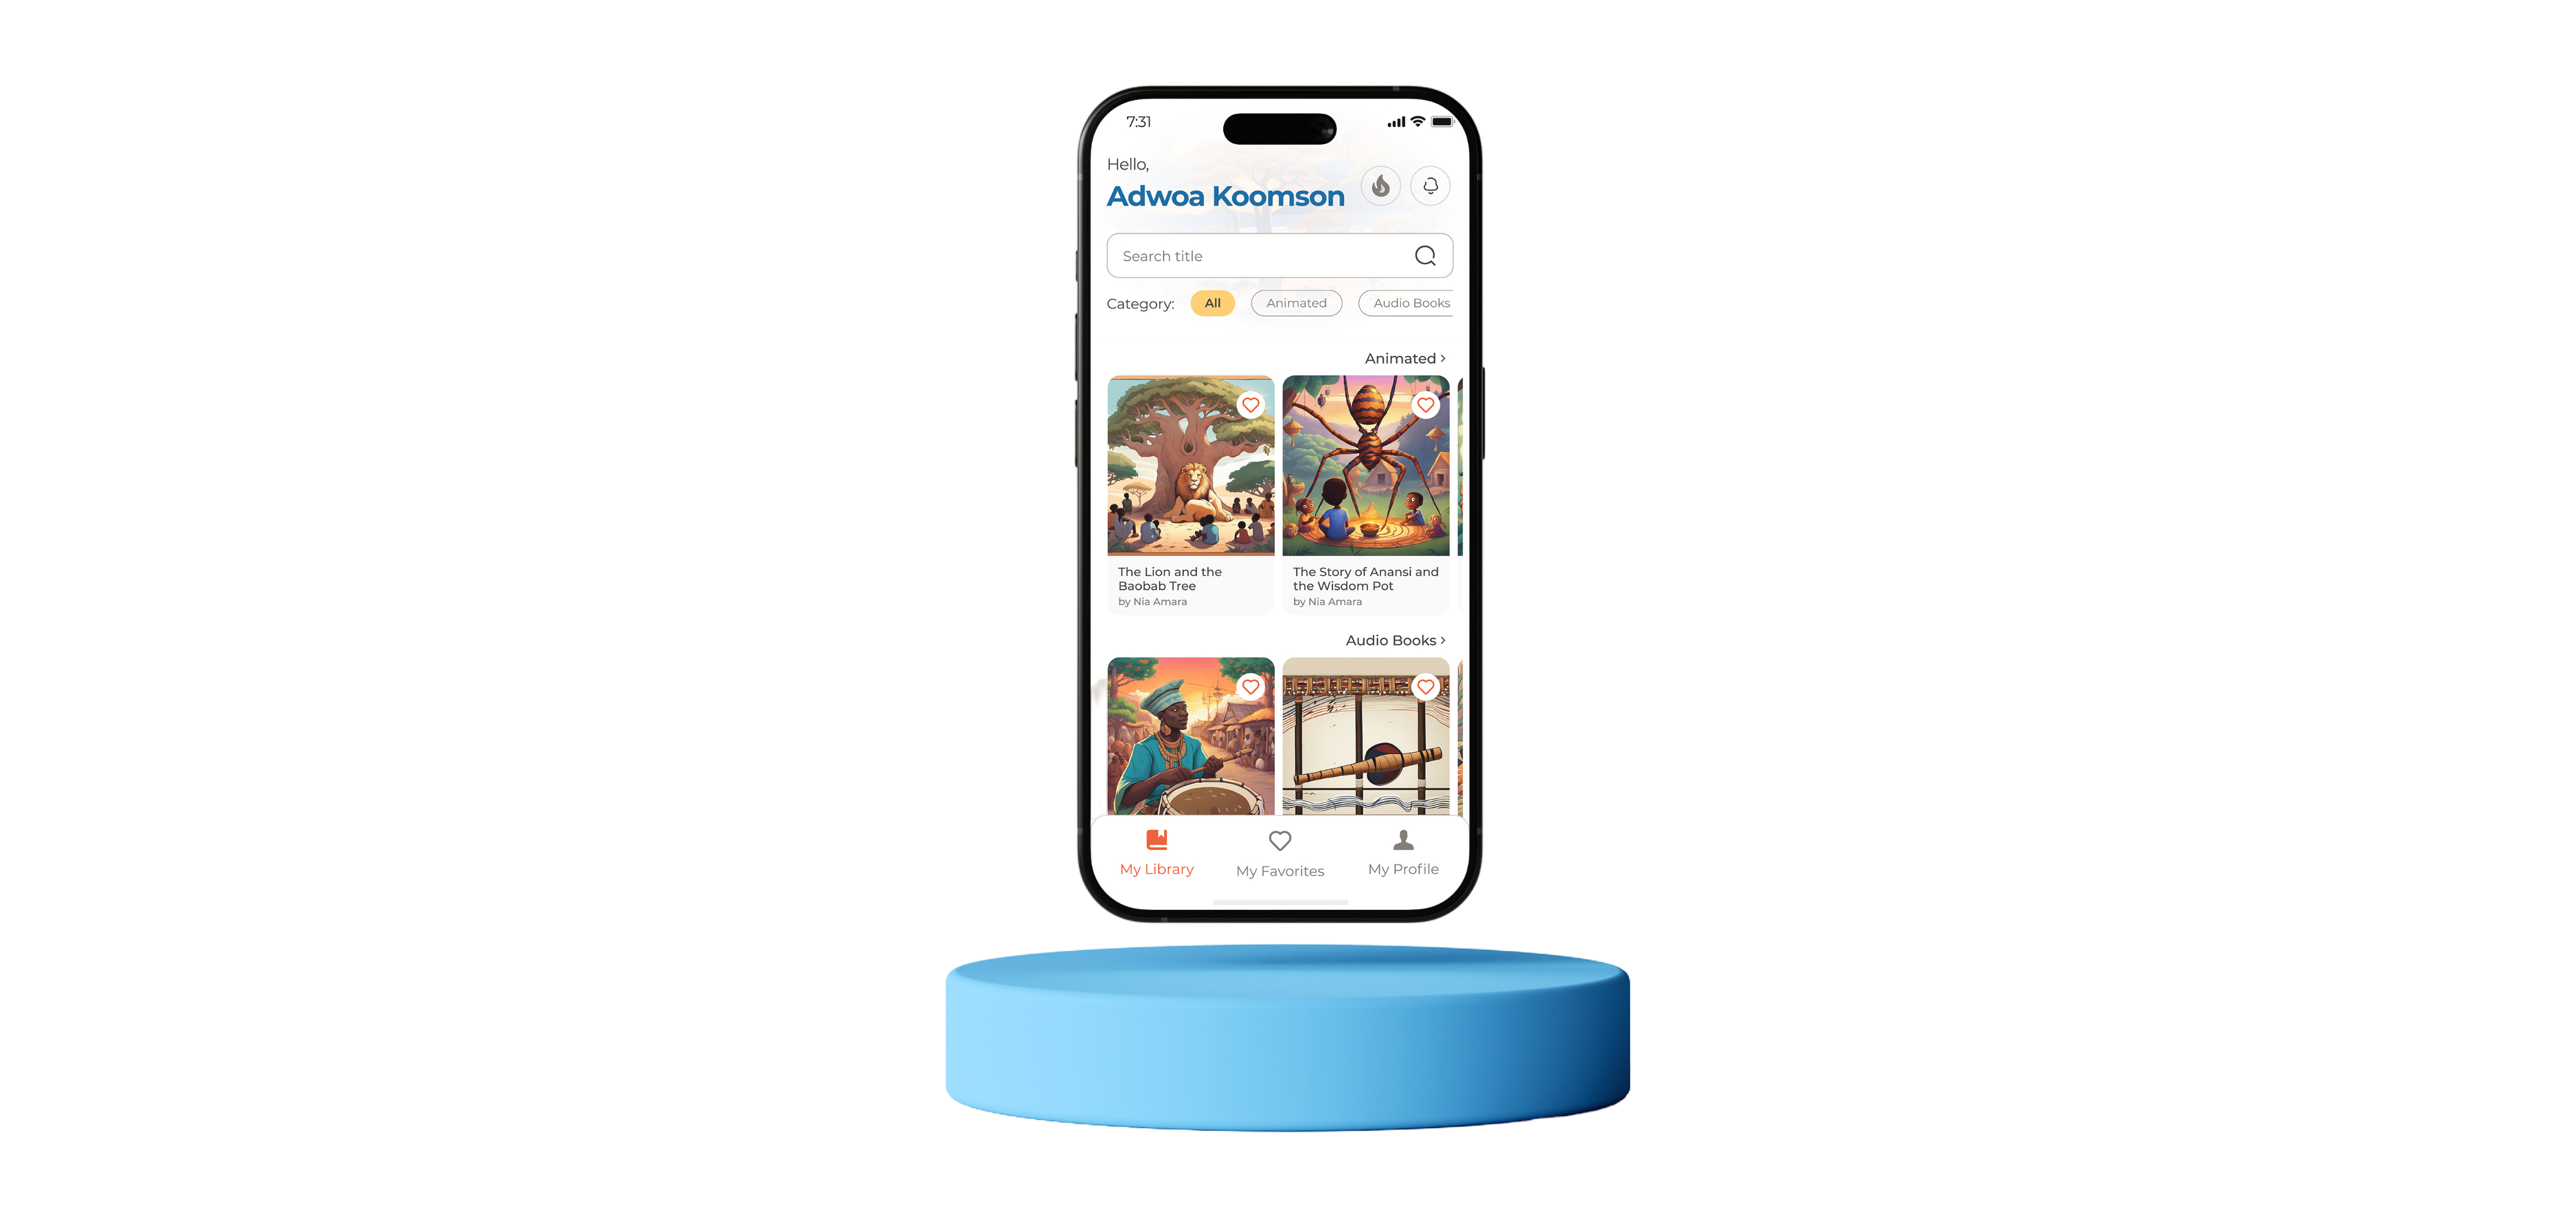 7:31
Hello,
Adwoa Koomson
Search title
Category: All Animated Audio Books
Animated >
The Lion and the
Baobab Tree
by Nia Amara
The Story of Anansi and
the Wisdom Pot
by Nia Amara
Audio Books >
My Library
My Favorites
My Profile